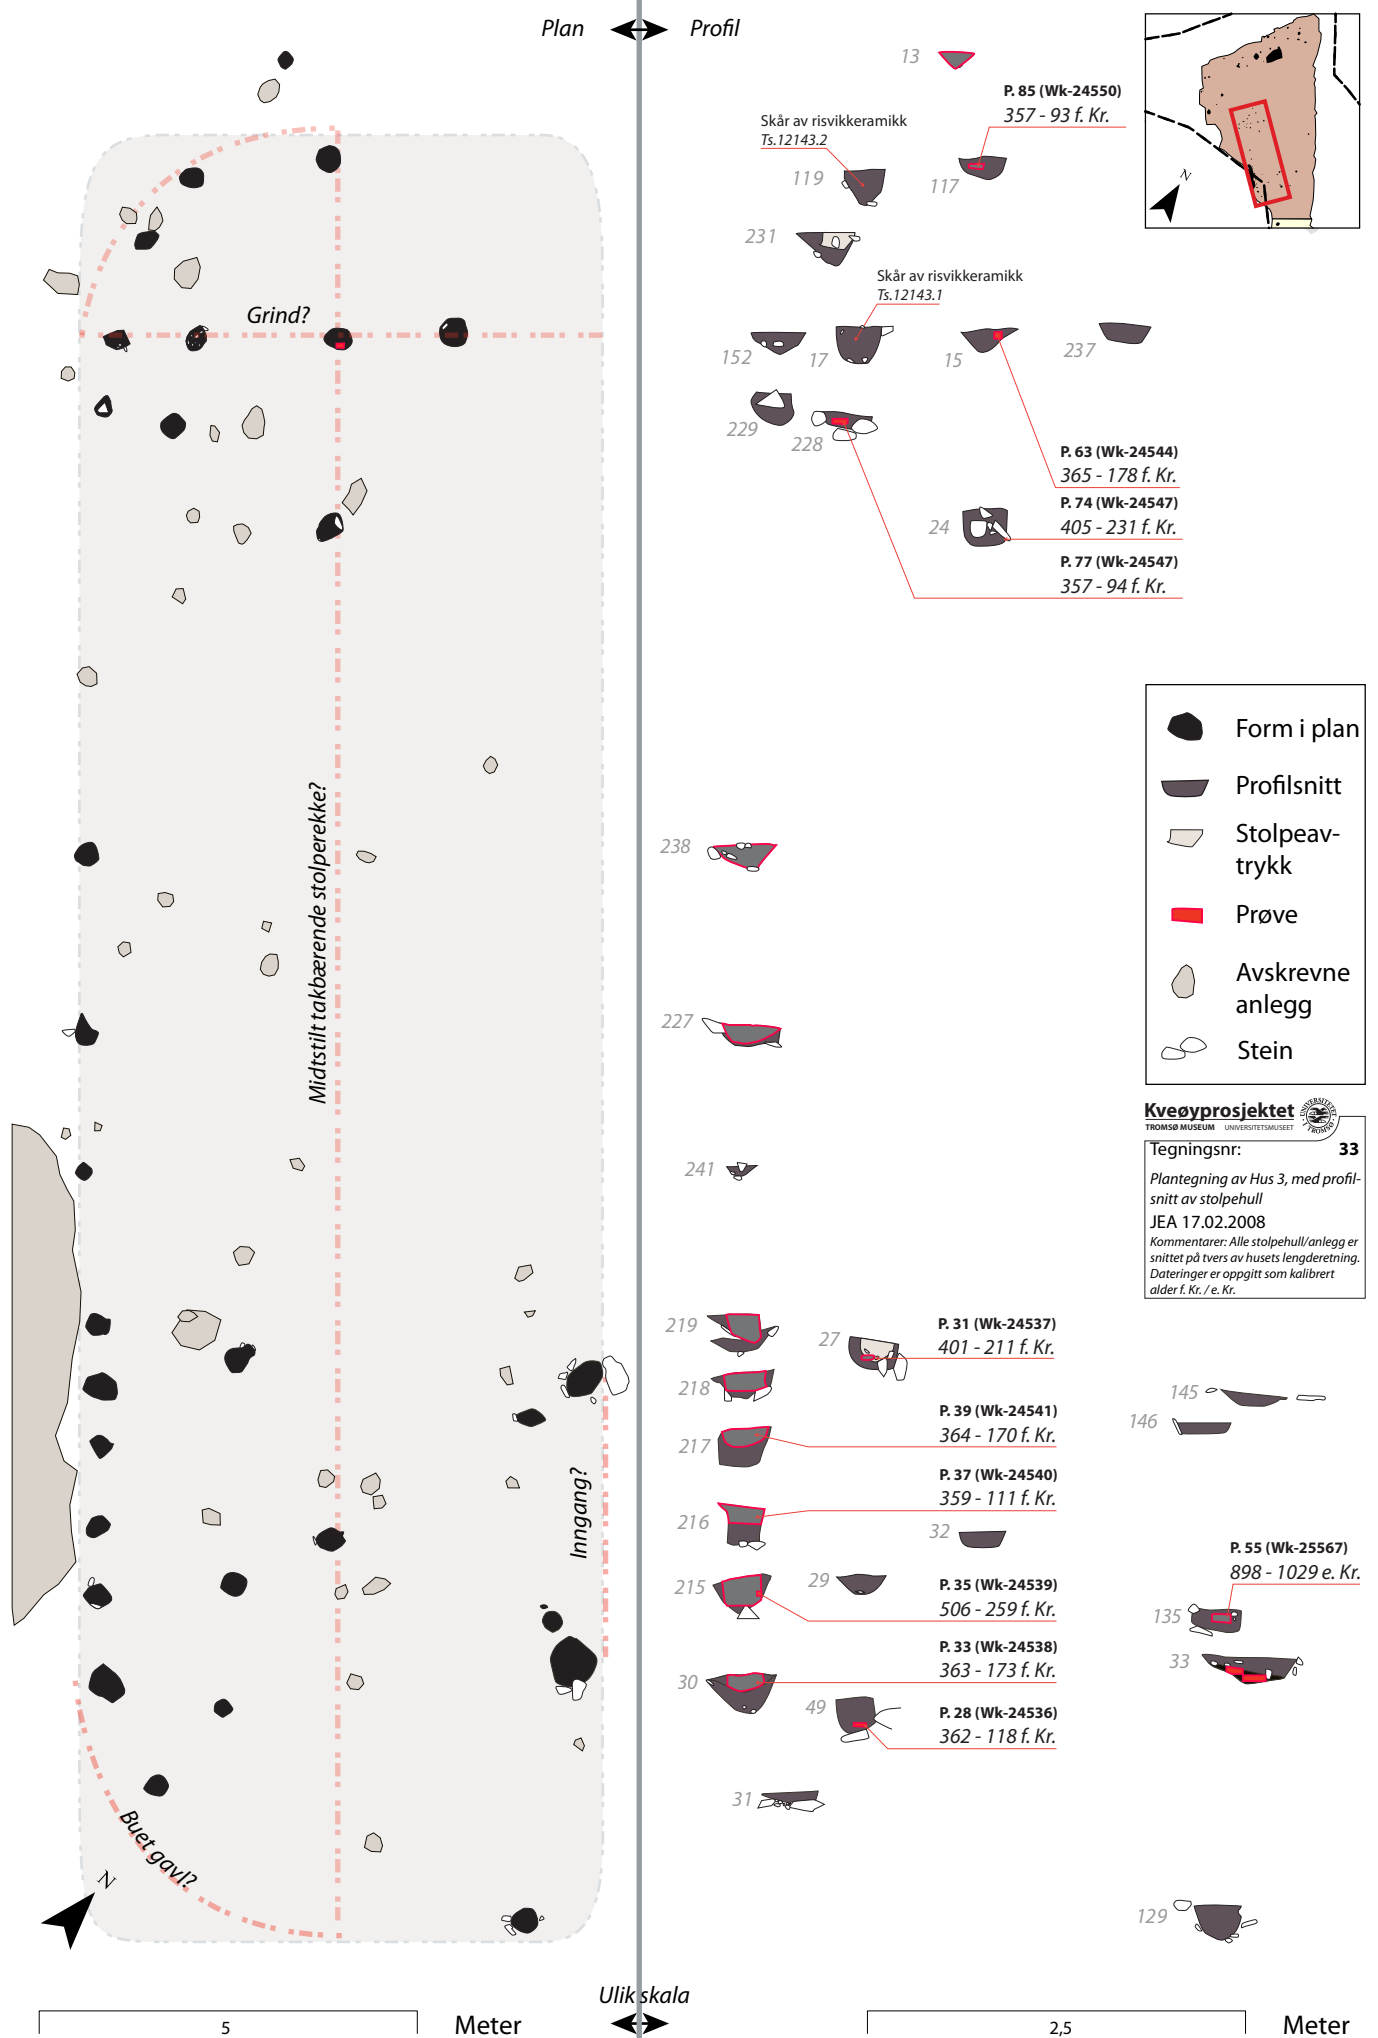 Plan
Profil
13
P. 85 (Wk-24550)
357 - 93 f. Kr.
Skår av risvikkeramikk
Ts.12143.2
119
117
N
231
Skår av risvikkeramikk
Ts.12143.1
Grind?
152
17
15
237
229
228
P. 63 (Wk-24544)
365 - 178 f. Kr.
P. 74 (Wk-24547)
405 - 231 f. Kr.
24
P. 77 (Wk-24547)
357 - 94 f. Kr.
Form i plan
Profilsnitt
Stolpeav-
trykk
Prøve
Avskrevne
anlegg
Stein
Midtstilt takbærende stolperekke?
238
227
241
Kveøyprosjektet
TROMSØ MUSEUM UNIVERSITETSMUSEET
UNIVERSITETET I TROMSØ
Tegningsnr: 33
Plantegning av Hus 3, med profil-
snitt av stolpehull
JEA 17.02.2008
Kommentarer: Alle stolpehull/anlegg er
snittet på tvers av husets lengderetning.
Dateringer er oppgitt som kalibrert
alder f. Kr. / e. Kr.
219
27
P. 31 (Wk-24537)
401 - 211 f. Kr.
218
145
146
P. 39 (Wk-24541)
364 - 170 f. Kr.
217
Inngang?
P. 37 (Wk-24540)
359 - 111 f. Kr.
216
32
P. 55 (Wk-25567)
898 - 1029 e. Kr.
215
29
P. 35 (Wk-24539)
506 - 259 f. Kr.
135
33
P. 33 (Wk-24538)
363 - 173 f. Kr.
30
49
P. 28 (Wk-24536)
362 - 118 f. Kr.
31
Buet gavl?
N
129
Ulik skala
5 Meter
2,5 Meter